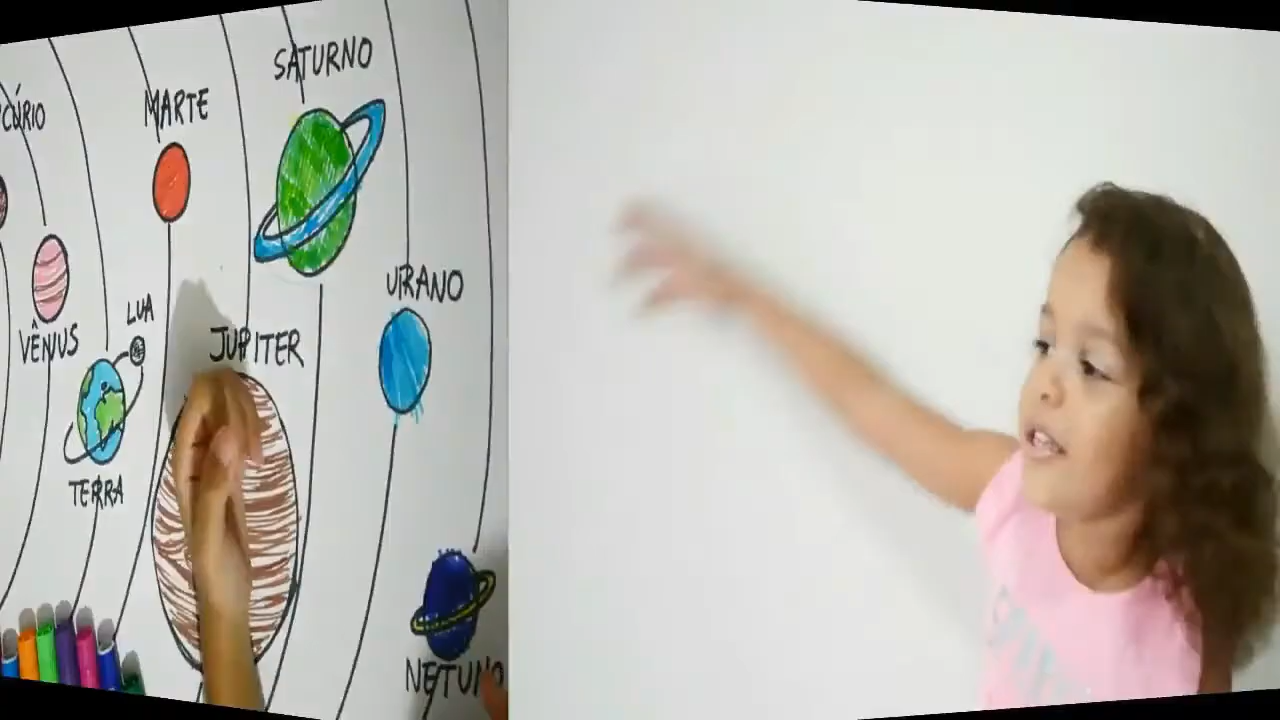 CÚRIO
MARTE
SATURNO
VÊNUS
LUA
TERRA
JUPITER
URANO
NETUNO